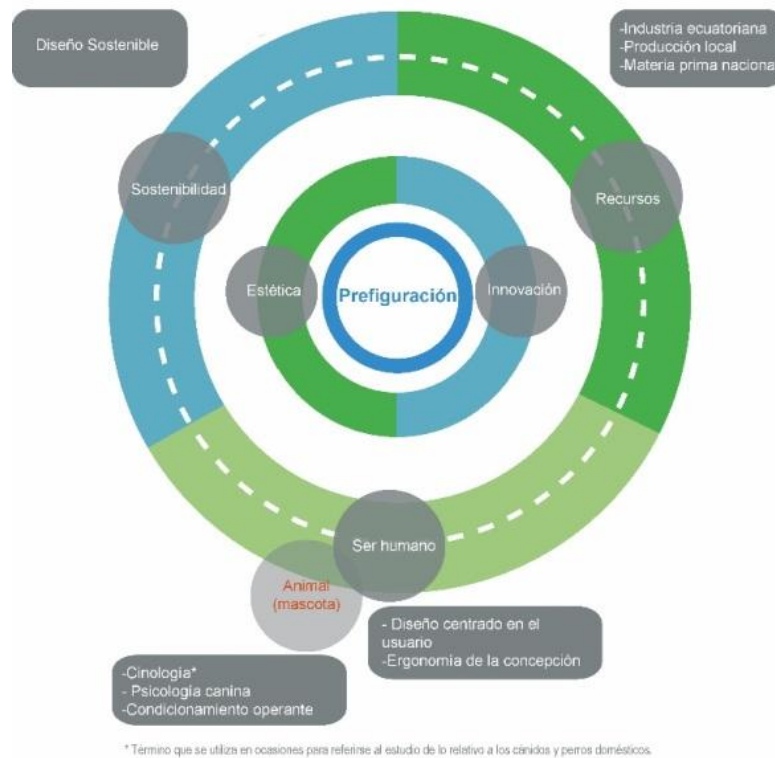 Diseño Sostenible
-Industria ecuatoriana
-Producción local
-Materia prima nacional
Sostenibilidad
Recursos
Estética
Prefiguración
Innovación
Ser humano
Animal
(mascota)
- Diseño centrado en el
usuario
-Ergonomía de la concepción
-Cinología*
- Psicología canina
-Condicionamiento operante
* Término que se utiliza en ocasiones para referirse al estudio de lo relativo a los cánidos y perros domésticos.